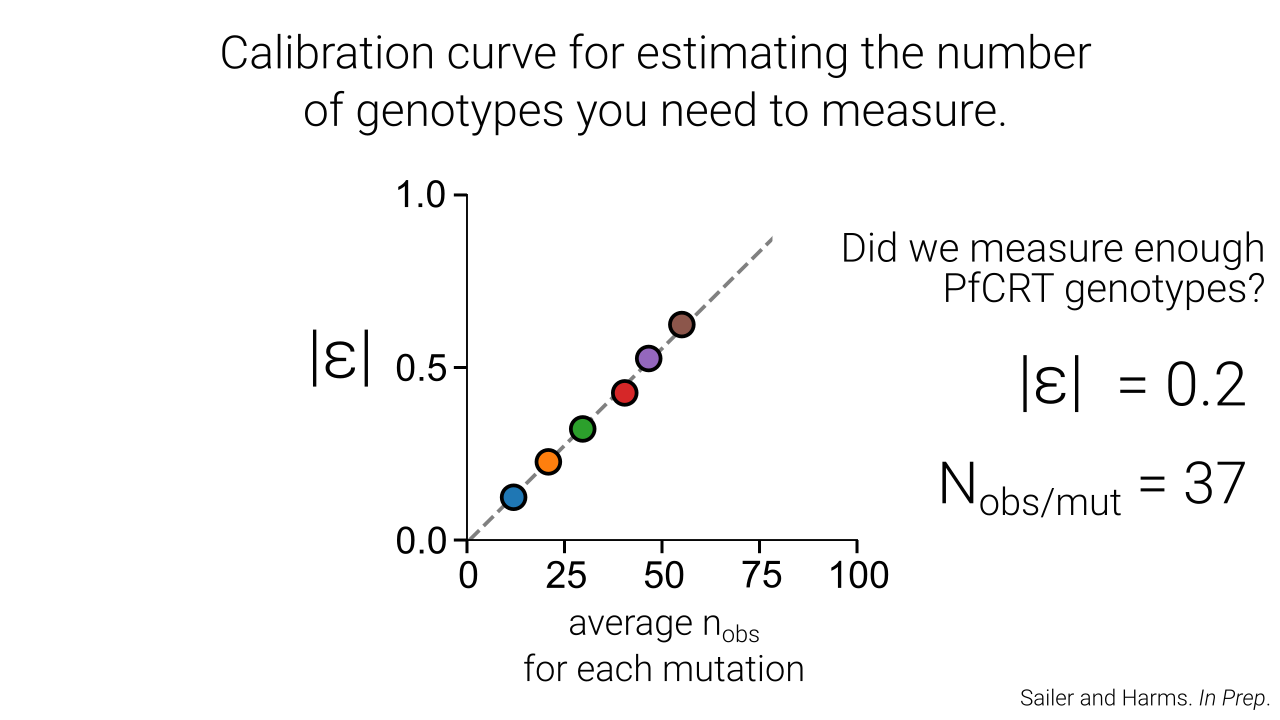 Calibration curve for estimating the number
of genotypes you need to measure.
1.0
0.5
0.0
|ε|
0 25 50 75 100
average nobs
for each mutation
Did we measure enough
PfCRT genotypes?
|ε| = 0.2
Nobs/mut = 37
Sailer and Harms. In Prep.